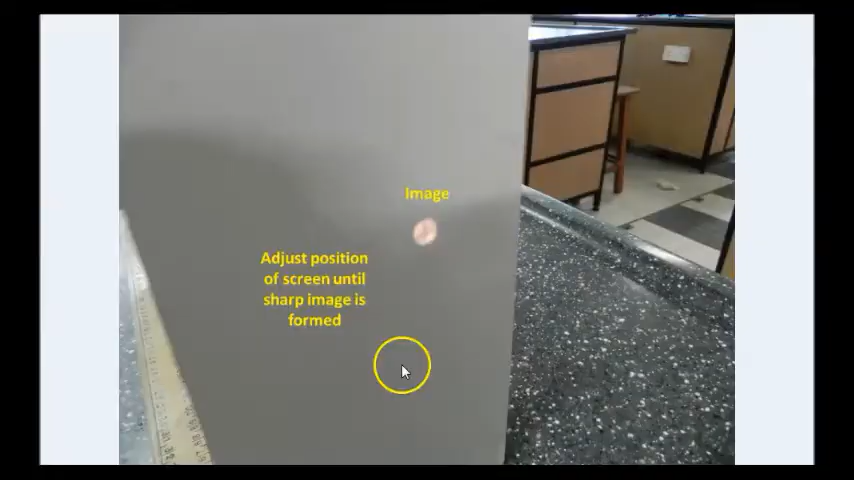 Image
Adjust position
of screen until
sharp image is
formed